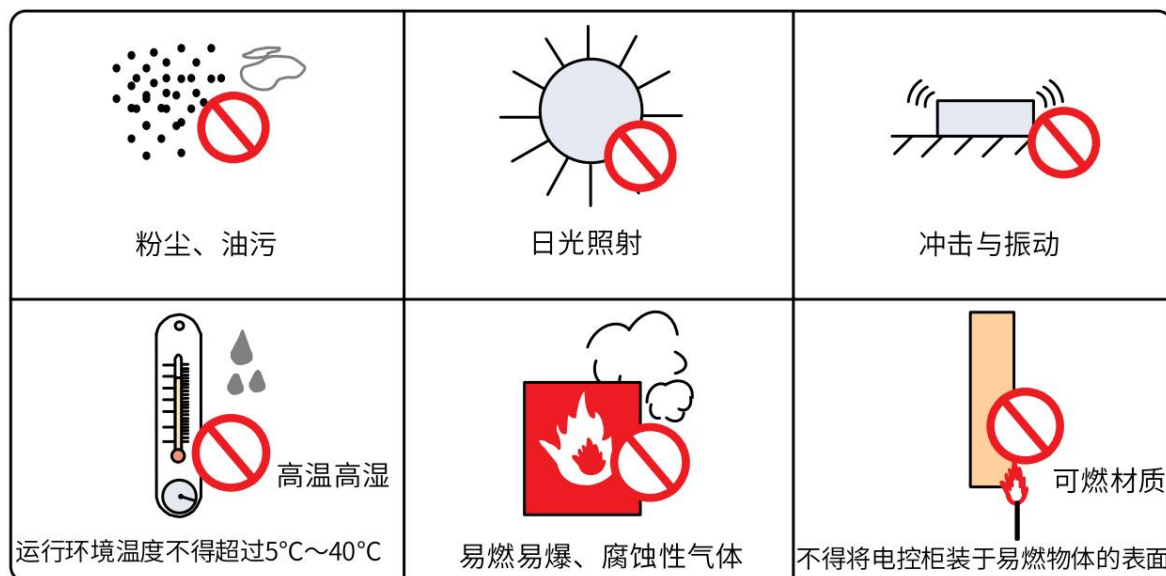 粉尘、油污
日光照射
冲击与振动
高温高湿
运行环境温度不得超过5℃～40℃
易燃易爆、腐蚀性气体
可燃材质
不得将电控柜装于易燃物体的表面